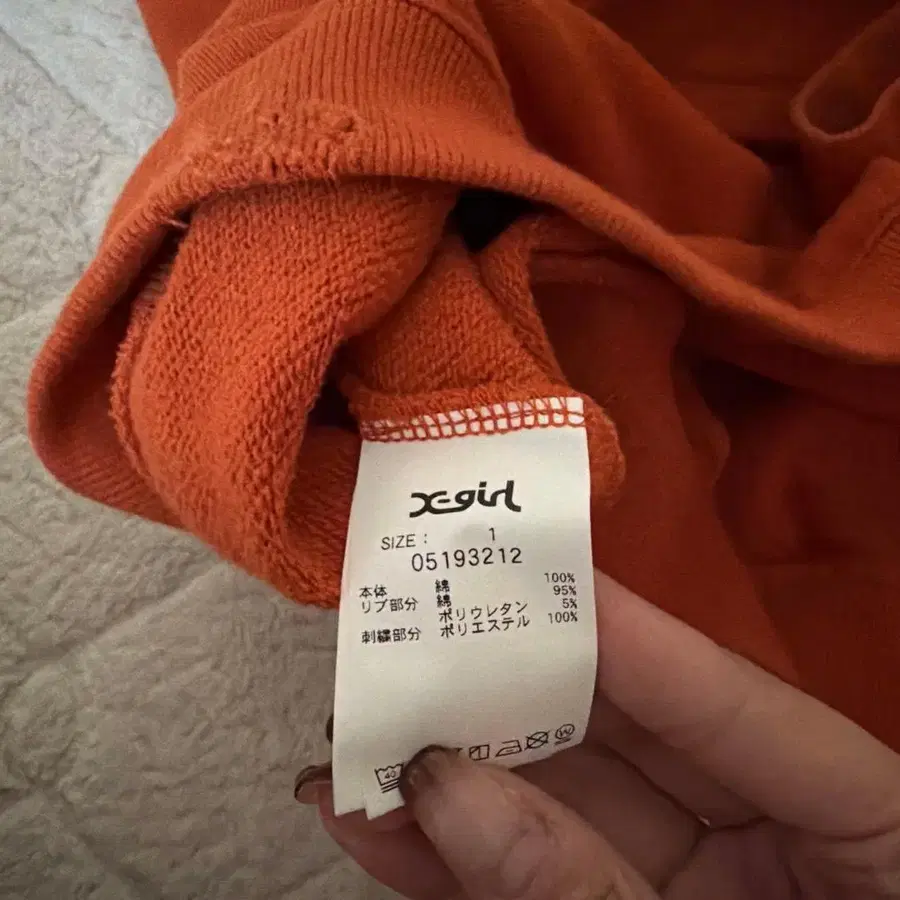 X-girl
SIZE : 1
05193212
本体 綿 100%
リブ部分 綿 95%
ポリウレタン 5%
刺繍部分 ポリエステル 100%
40
W